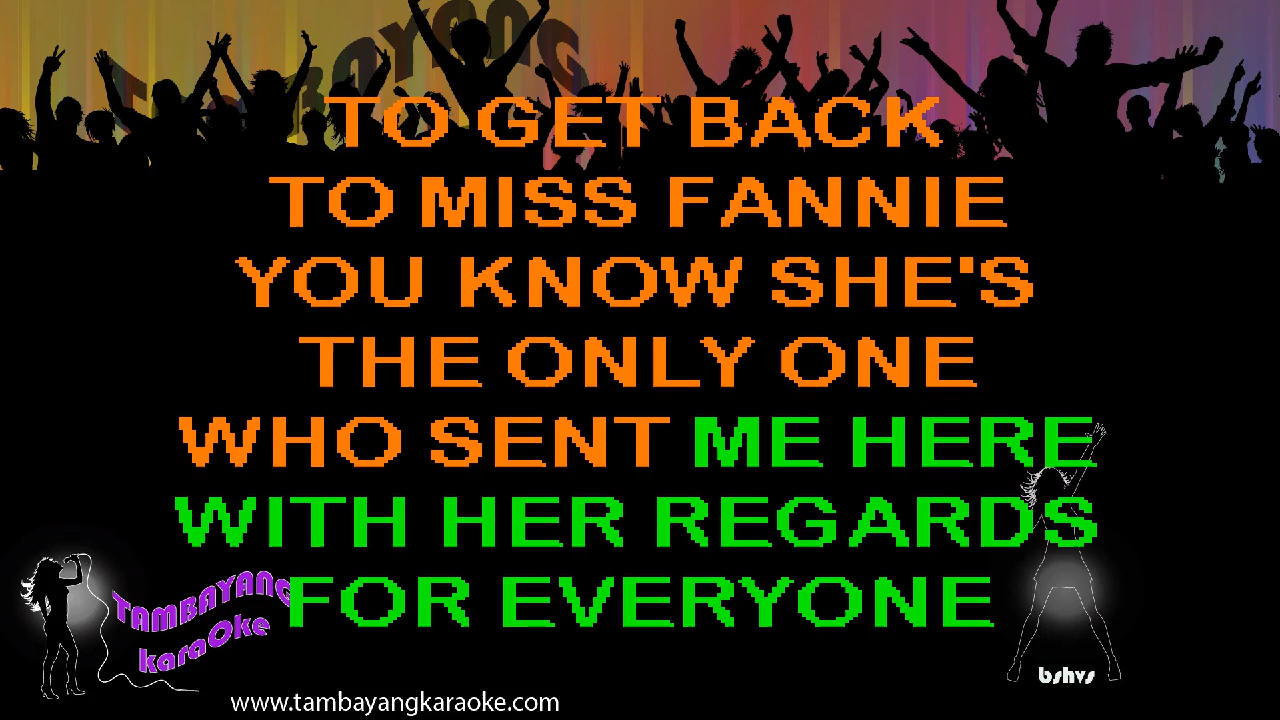 TAMBAYANG
TO GET BACK
TO MISS FANNIE
YOU KNOW SHE'S
THE ONLY ONE
WHO SENT ME HERE
WITH HER REGARDS
FOR EVERYONE
TAMBAYANG
karaOke
bshvs
www.tambayangkaraoke.com